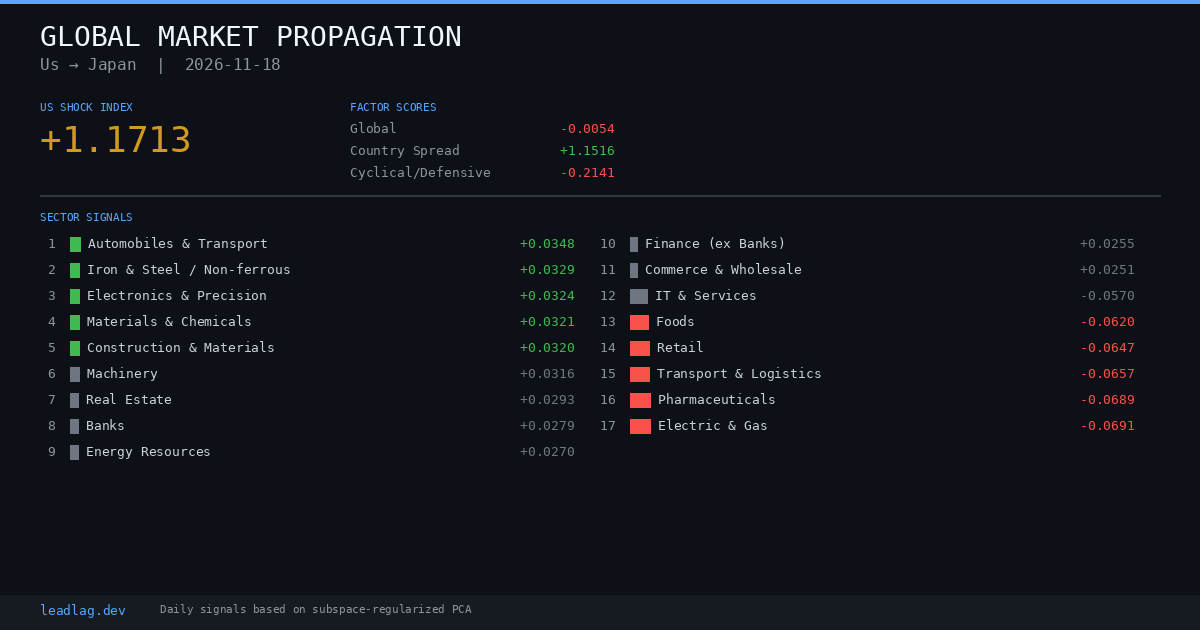 GLOBAL MARKET PROPAGATION
Us → Japan | 2026-11-18
US SHOCK INDEX
+1.1713
FACTOR SCORES
Global -0.0054
Country Spread +1.1516
Cyclical/Defensive -0.2141
SECTOR SIGNALS
1 Automobiles & Transport +0.0348
2 Iron & Steel / Non-ferrous +0.0329
3 Electronics & Precision +0.0324
4 Materials & Chemicals +0.0321
5 Construction & Materials +0.0320
6 Machinery +0.0316
7 Real Estate +0.0293
8 Banks +0.0279
9 Energy Resources +0.0270
10 Finance (ex Banks) +0.0255
11 Commerce & Wholesale +0.0251
12 IT & Services -0.0570
13 Foods -0.0620
14 Retail -0.0647
15 Transport & Logistics -0.0657
16 Pharmaceuticals -0.0689
17 Electric & Gas -0.0691
leadlag.dev Daily signals based on subspace-regularized PCA